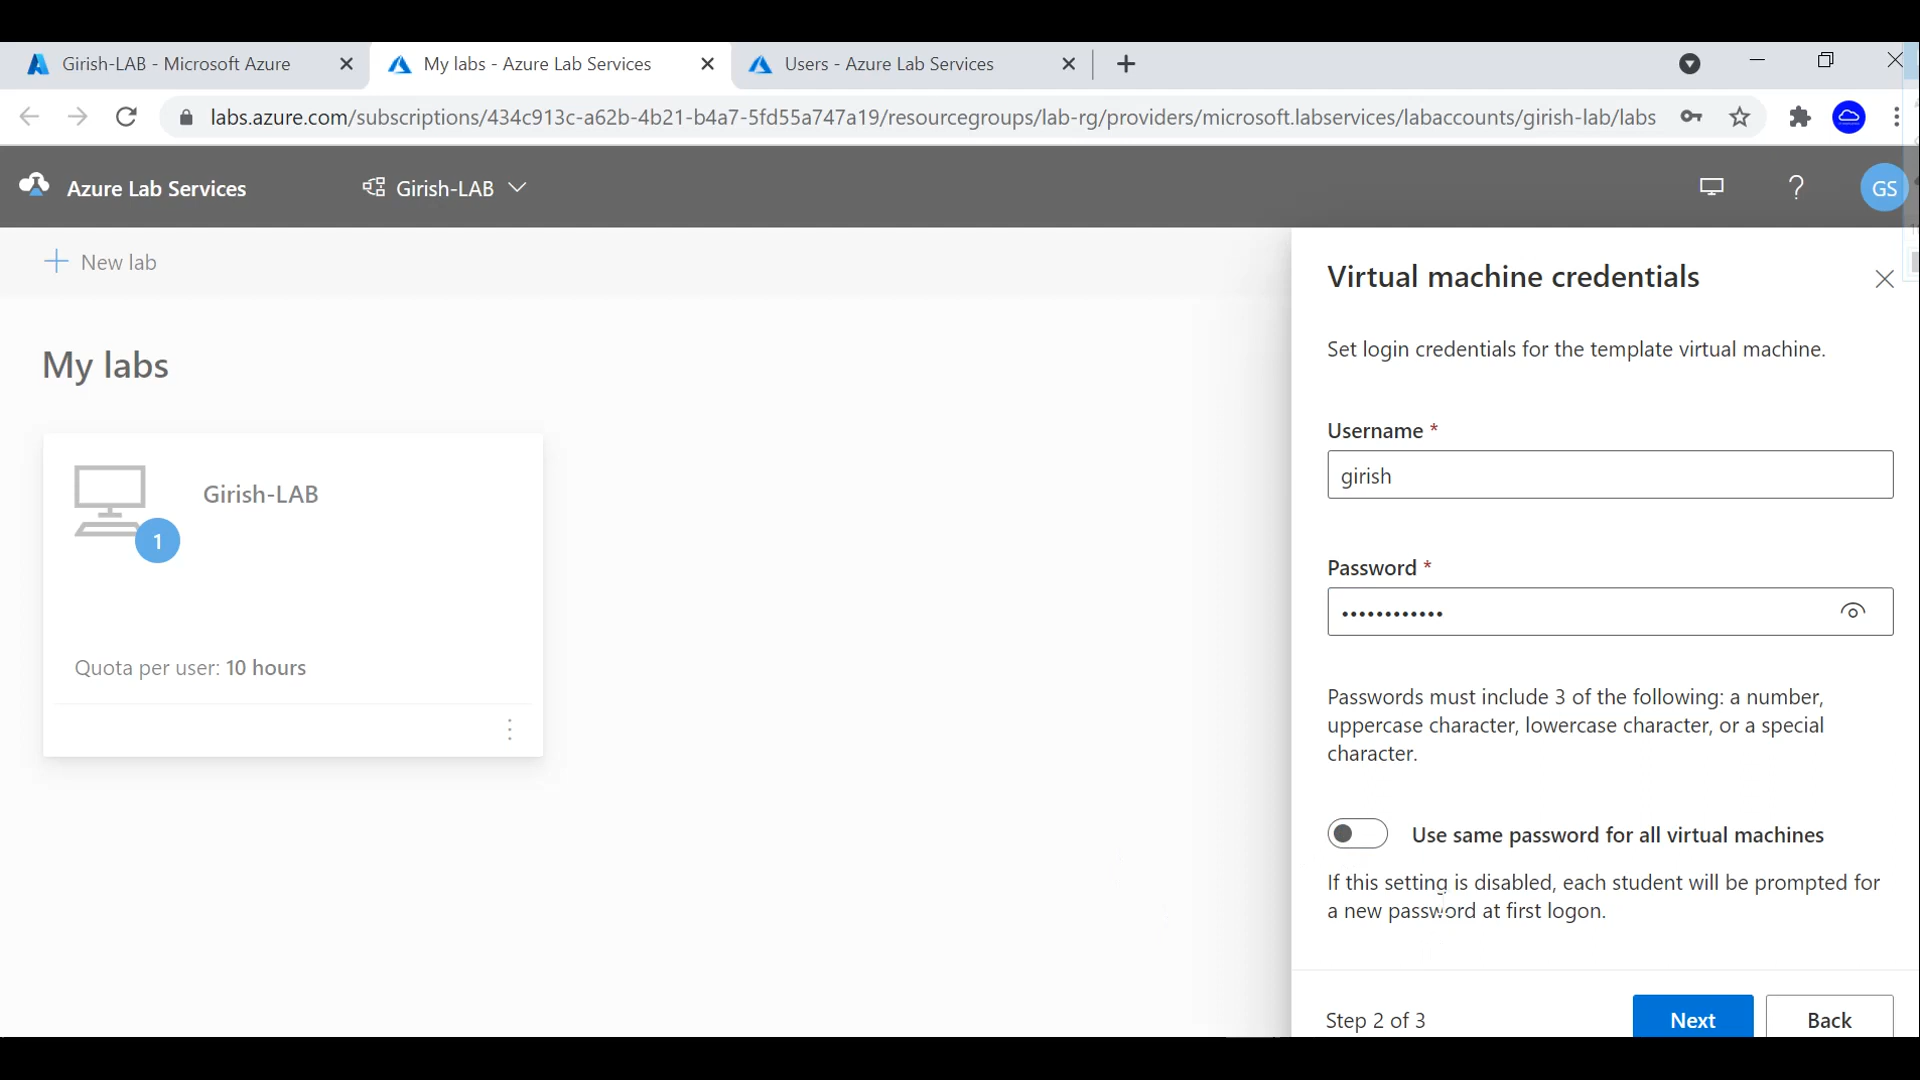 Girish-LAB - Microsoft Azure
My labs - Azure Lab Services
Users - Azure Lab Services
labs.azure.com/subscriptions/434c913c-a62b-4b21-b4a7-5fd55a747a19/resourcegroups/lab-rg/providers/microsoft.labservices/labaccounts/girish-lab/labs
Azure Lab Services
Girish-LAB
?
GS
New lab
My labs
Girish-LAB
1
Quota per user: 10 hours
Virtual machine credentials
Set login credentials for the template virtual machine.
Username *
girish
Password *
••••••••••••
Passwords must include 3 of the following: a number,
uppercase character, lowercase character, or a special
character.
Use same password for all virtual machines
If this setting is disabled, each student will be prompted for
a new password at first logon.
Step 2 of 3
Next
Back